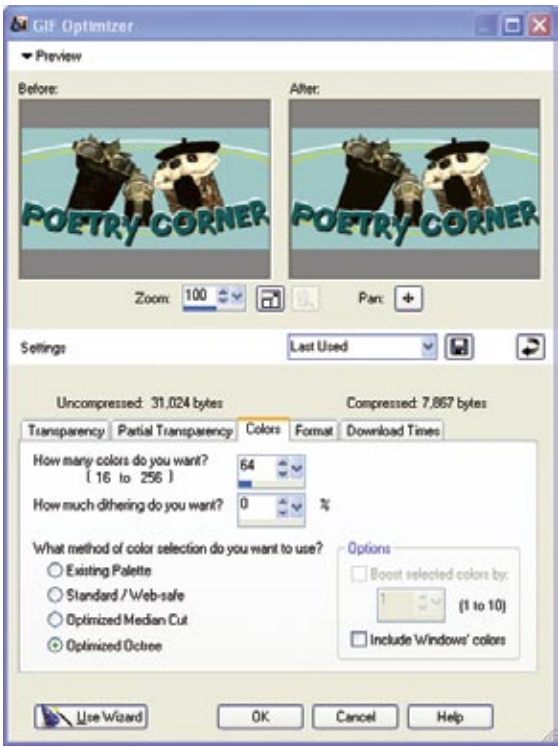 GIF Optimizer
Preview
Before: After:
POETRY CORNER POETRY CORNER
Zoom: 100 Pan:
Settings Last Used
Uncompressed: 31,024 bytes Compressed: 7,867 bytes
Transparency Partial Transparency Colors Format Download Times
How many colors do you want? 64
( 16 to 256 )
How much dithering do you want? 0 %
What method of color selection do you want to use? Options
Existing Palette Boost selected colors by:
Standard / Web-safe 1 (1 to 10)
Optimized Median Cut
Optimized Octree Include Windows' colors
Use Wizard OK Cancel Help